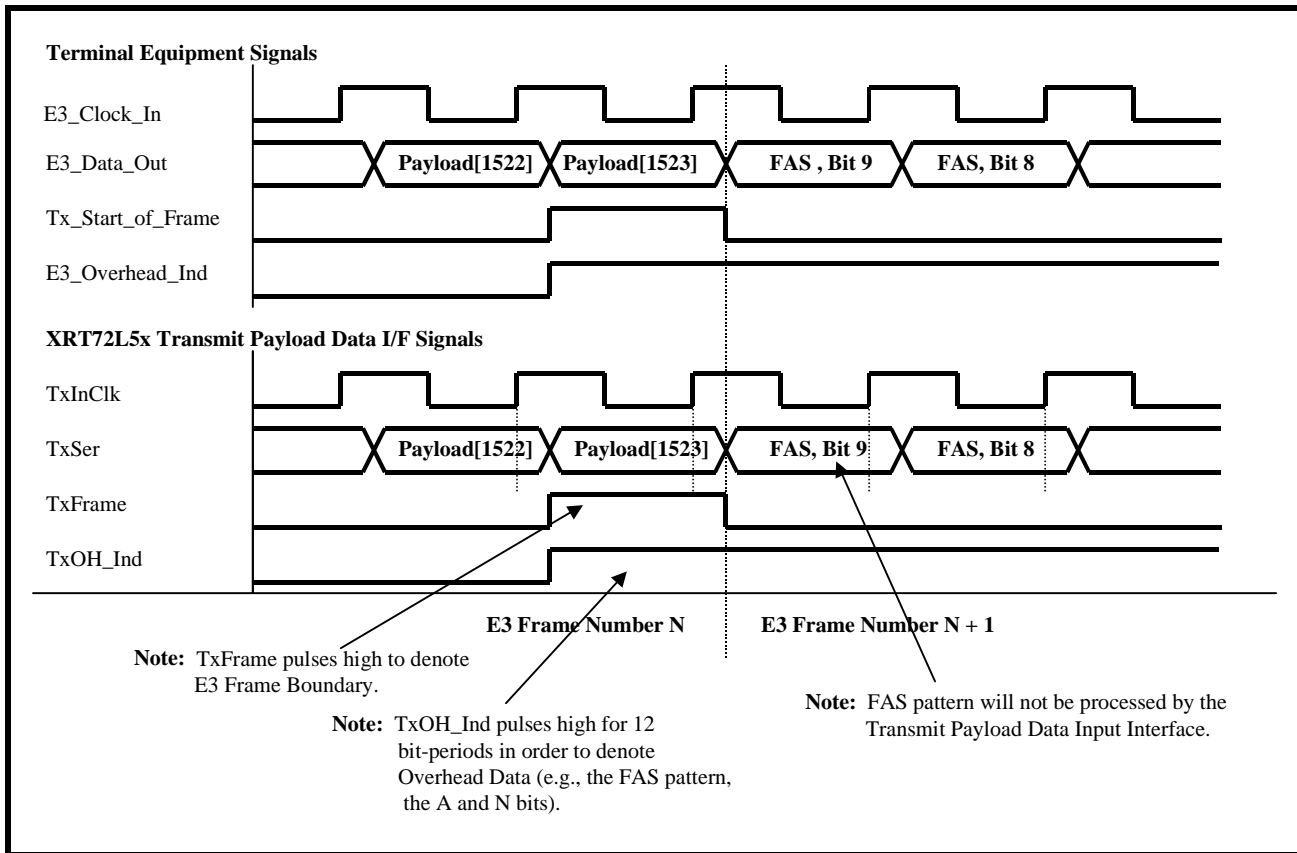 Terminal Equipment Signals
E3_Clock_In
E3_Data_Out
Payload[1522] Payload[1523] FAS , Bit 9 FAS, Bit 8
Tx_Start_of_Frame
E3_Overhead_Ind
XRT72L5x Transmit Payload Data I/F Signals
TxInClk
TxSer
Payload[1522] Payload[1523] FAS, Bit 9 FAS, Bit 8
TxFrame
TxOH_Ind
E3 Frame Number N E3 Frame Number N + 1
Note: TxFrame pulses high to denote
E3 Frame Boundary.
Note: FAS pattern will not be processed by the
Transmit Payload Data Input Interface.
Note: TxOH_Ind pulses high for 12
bit-periods in order to denote
Overhead Data (e.g., the FAS pattern,
the A and N bits).